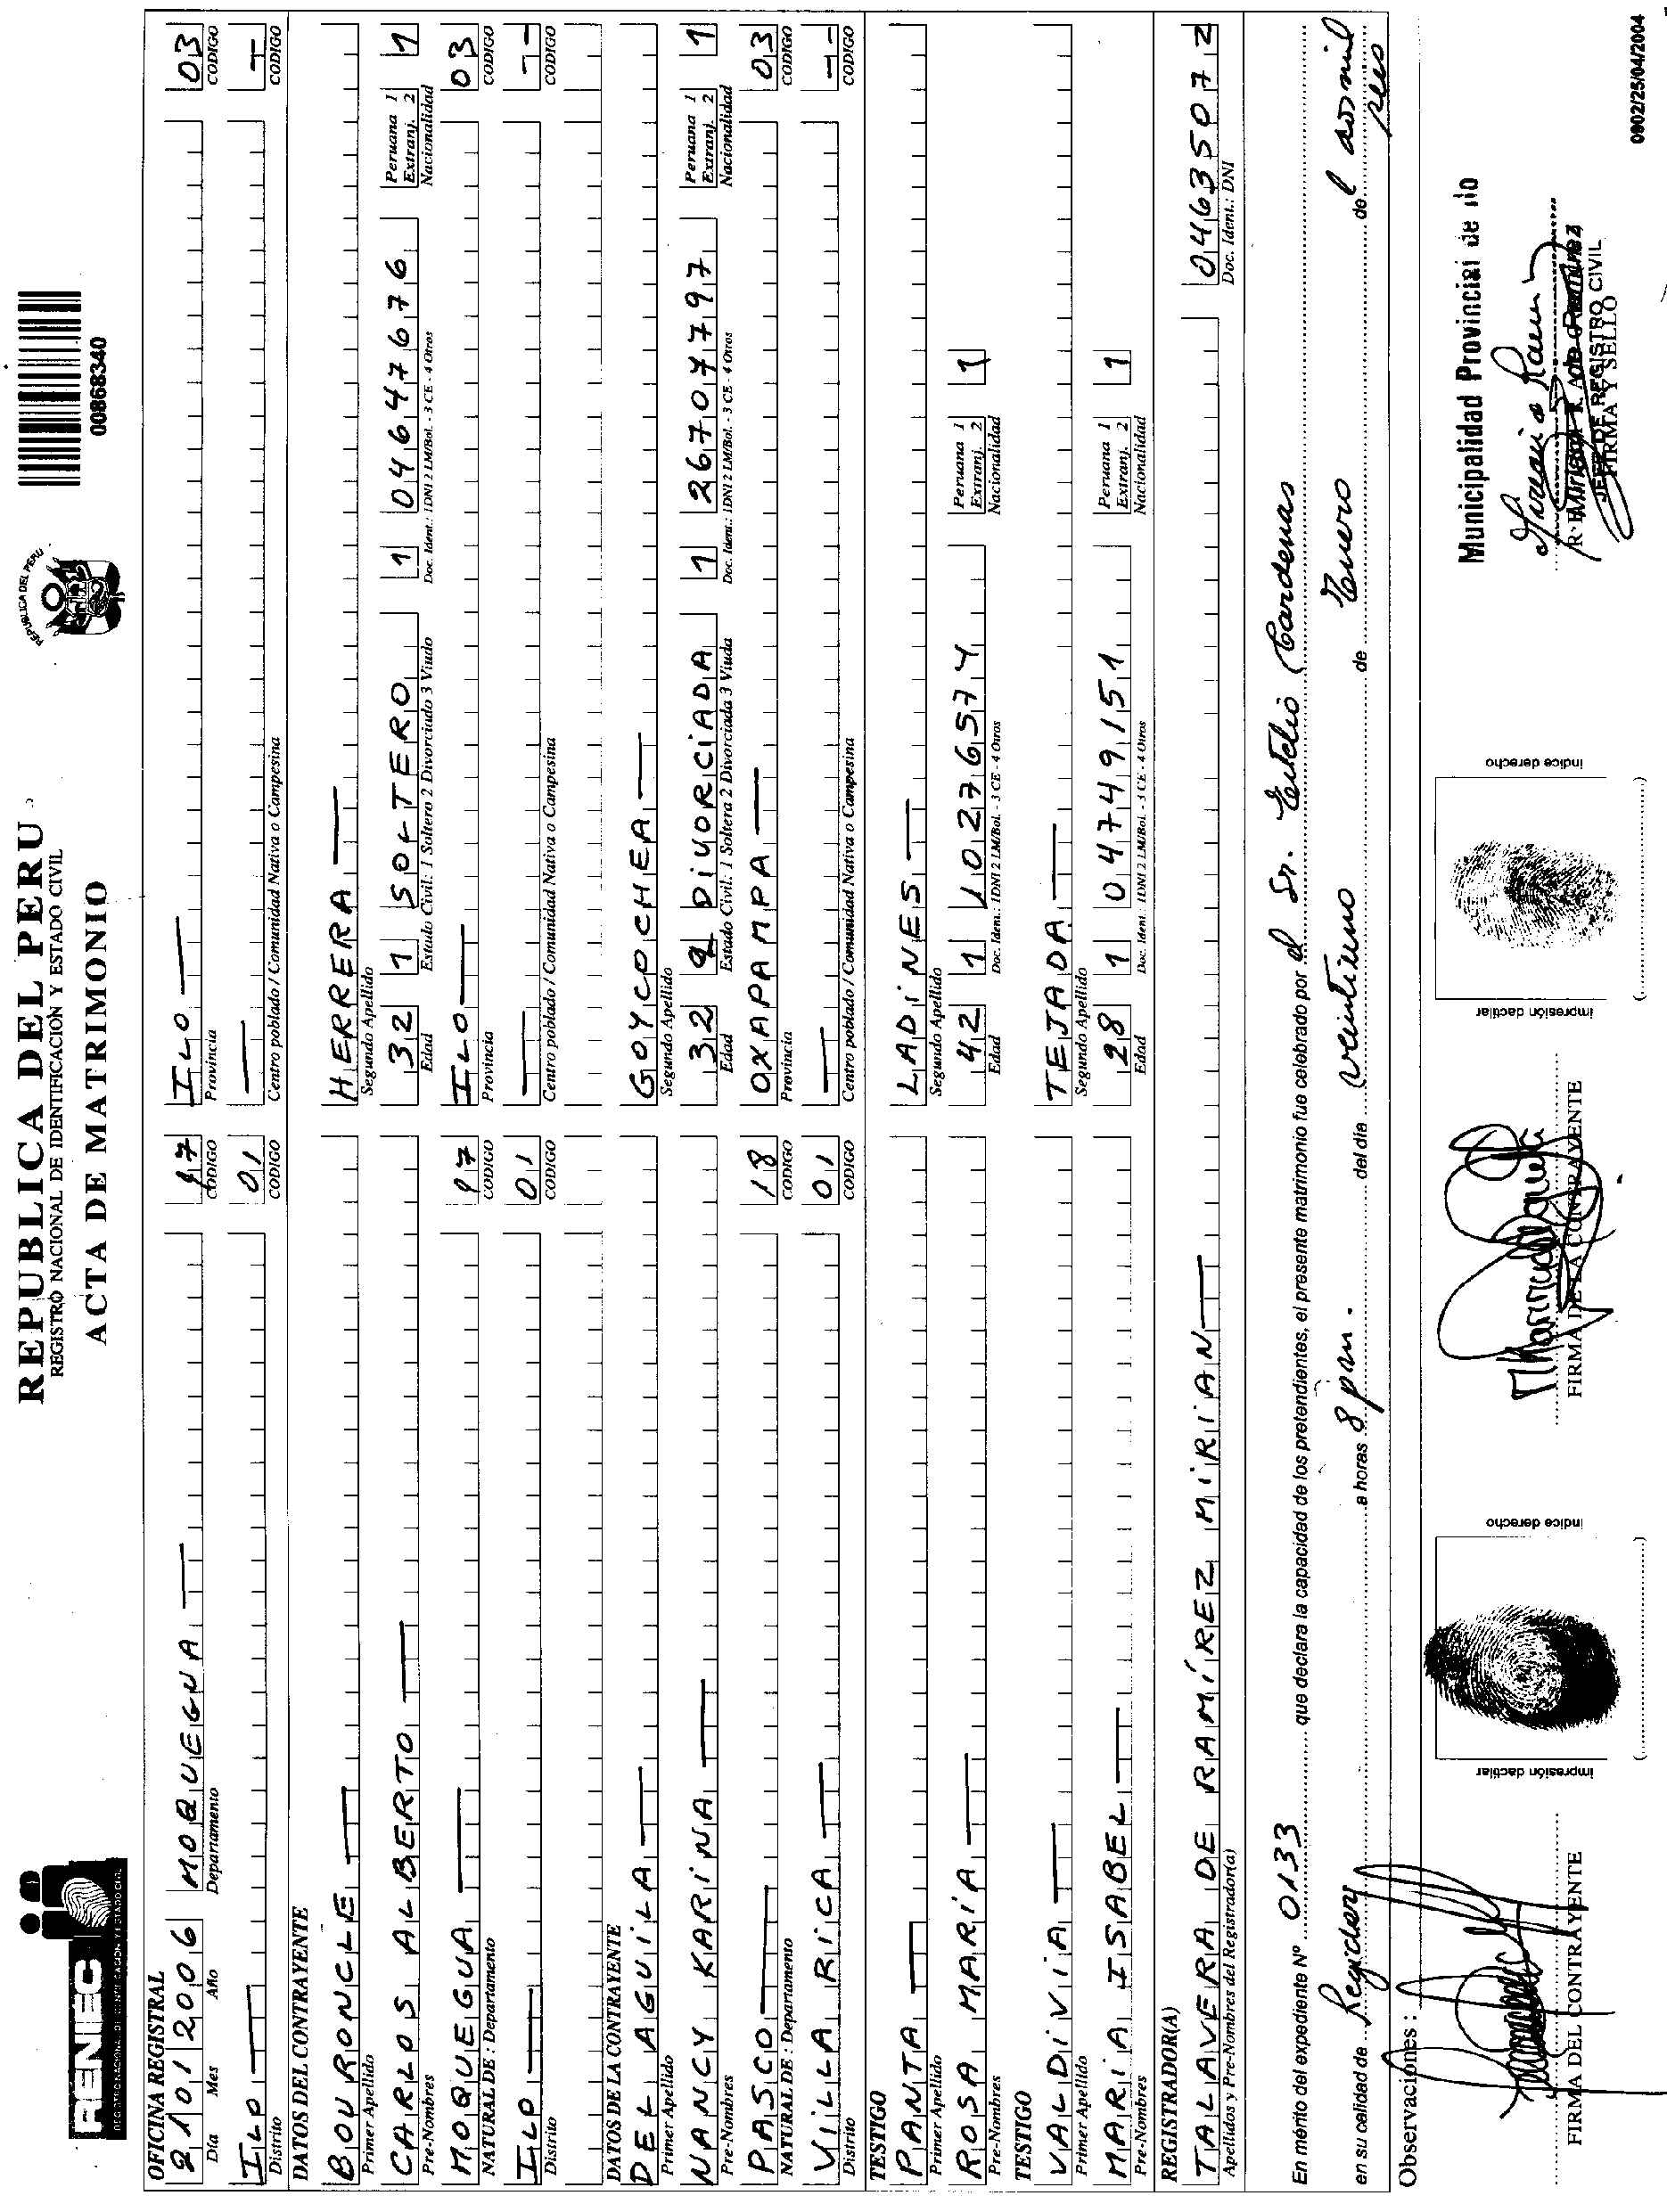 RENIEC
REGISTRO NACIONAL DE IDENTIFICACION Y ESTADO CIVIL
REPUBLICA DEL PERU
REGISTRO NACIONAL DE IDENTIFICACION Y ESTADO CIVIL
ACTA DE MATRIMONIO
REPUBLICA DEL PERU
00868340
OFICINA REGISTRAL
21 01 2006 MOQUEGUA — 17 ILO — 03
Día Mes Año Departamento CODIGO Provincia CODIGO
ILO — 01 — —
Distrito CODIGO Centro poblado / Comunidad Nativa o Campesina CODIGO
DATOS DEL CONTRAYENTE
BOURONCLE — HERRERA —
Primer Apellido Segundo Apellido
CARLOS ALBERTO — 32 1 SOLTERO 1 04647676 Peruana 1 Extranj. 2 1
Pre-Nombres Edad Estado Civil: 1 Soltero 2 Divorciado 3 Viudo Doc. Ident.: 1DNI 2 LM/Bol. - 3 CE - 4 Otros Nacionalidad
MOQUEGUA — 17 ILO — 03
NATURAL DE : Departamento CODIGO Provincia CODIGO
ILO — 01 — —
Distrito CODIGO Centro poblado / Comunidad Nativa o Campesina CODIGO
DATOS DE LA CONTRAYENTE
DEL AGUILA — GOYCOCHEA —
Primer Apellido Segundo Apellido
NANCY KARINA — 32 2 DIVORCIADA 1 26704797 Peruana 1 Extranj. 2 1
Pre-Nombres Edad Estado Civil: 1 Soltera 2 Divorciada 3 Viuda Doc. Ident.: 1DNI 2 LM/Bol. - 3 CE - 4 Otros Nacionalidad
PASCO — 18 OXAPAMPA — 03
NATURAL DE : Departamento CODIGO Provincia CODIGO
VILLA RICA — 01 — —
Distrito CODIGO Centro poblado / Comunidad Nativa o Campesina CODIGO
TESTIGO
PANTA — LADINES —
Primer Apellido Segundo Apellido
ROSA MARÍA — 42 1 10276574 Peruana 1 Extranj. 2 1
Pre-Nombres Edad Doc. Ident.: 1DNI 2 LM/Bol. - 3 CE - 4 Otros Nacionalidad
TESTIGO
VALDIVIA — TEJADA —
Primer Apellido Segundo Apellido
MARIA ISABEL — 28 1 04749151 Peruana 1 Extranj. 2 1
Pre-Nombres Edad Doc. Ident.: 1DNI 2 LM/Bol. - 3 CE - 4 Otros Nacionalidad
REGISTRADOR(A)
TALAVERA DE RAMÍREZ MIRIAN — 04635072
Apellidos y Pre-Nombres del Registrador(a) Doc. Ident.: DNI
En mérito del expediente Nº 0133 que declara la capacidad de los pretendientes, el presente matrimonio fue celebrado por el Sr. Cardenas
en su calidad de Regidor a horas 8 pm. del día veintiuno de Enero del dosmil seis
Observaciones :
impresión dactilar índice derecho
impresión dactilar índice derecho
Municipalidad Provincial de Ilo
JEFE DE REGISTRO CIVIL
FIRMA DEL CONTRAYENTE
FIRMA DE LA CONTRAYENTE
FIRMA Y SELLO
0902/25/04/2004